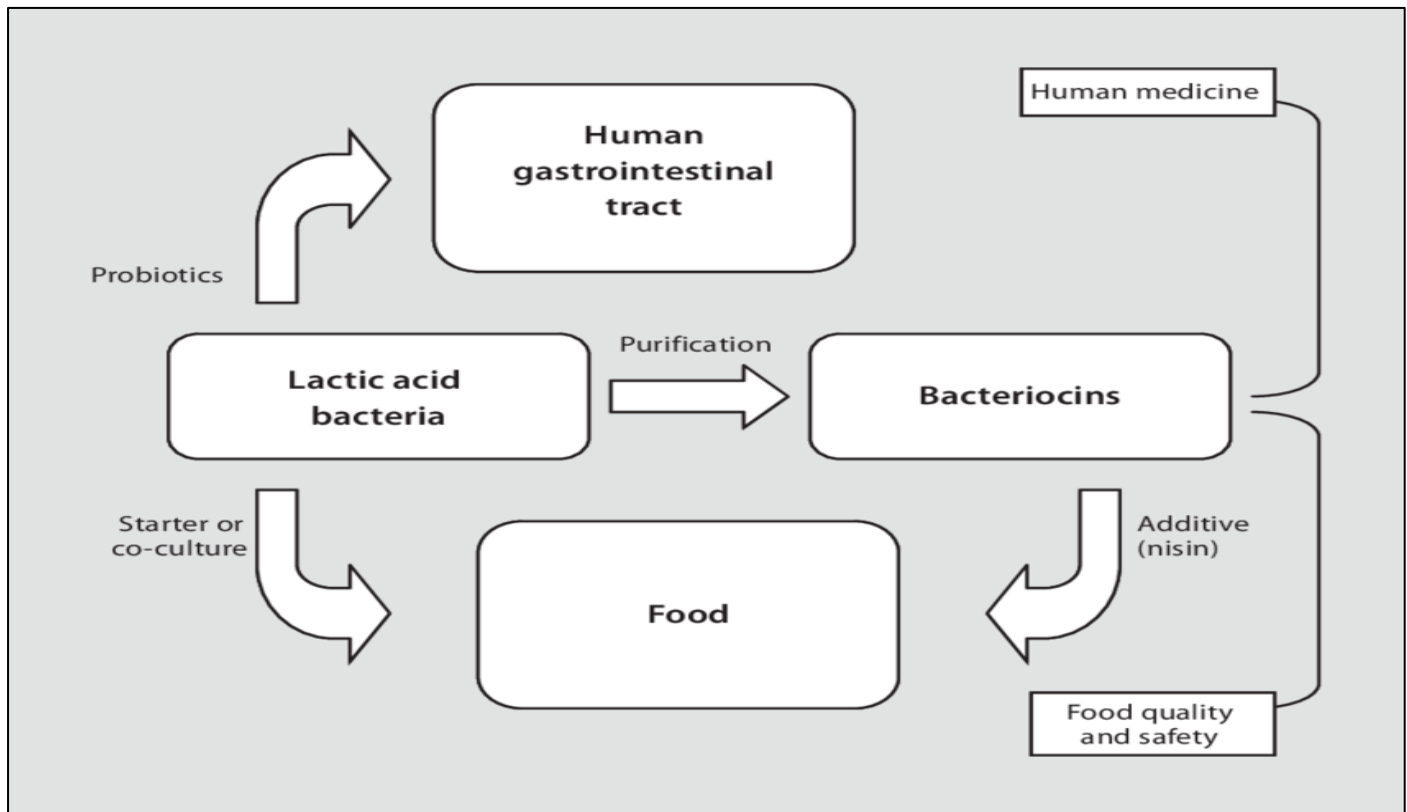 Human medicine
Human
gastrointestinal
tract
Probiotics
Purification
Lactic acid
bacteria
Bacteriocins
Starter or
co-culture
Additive
(nisin)
Food
Food quality
and safety